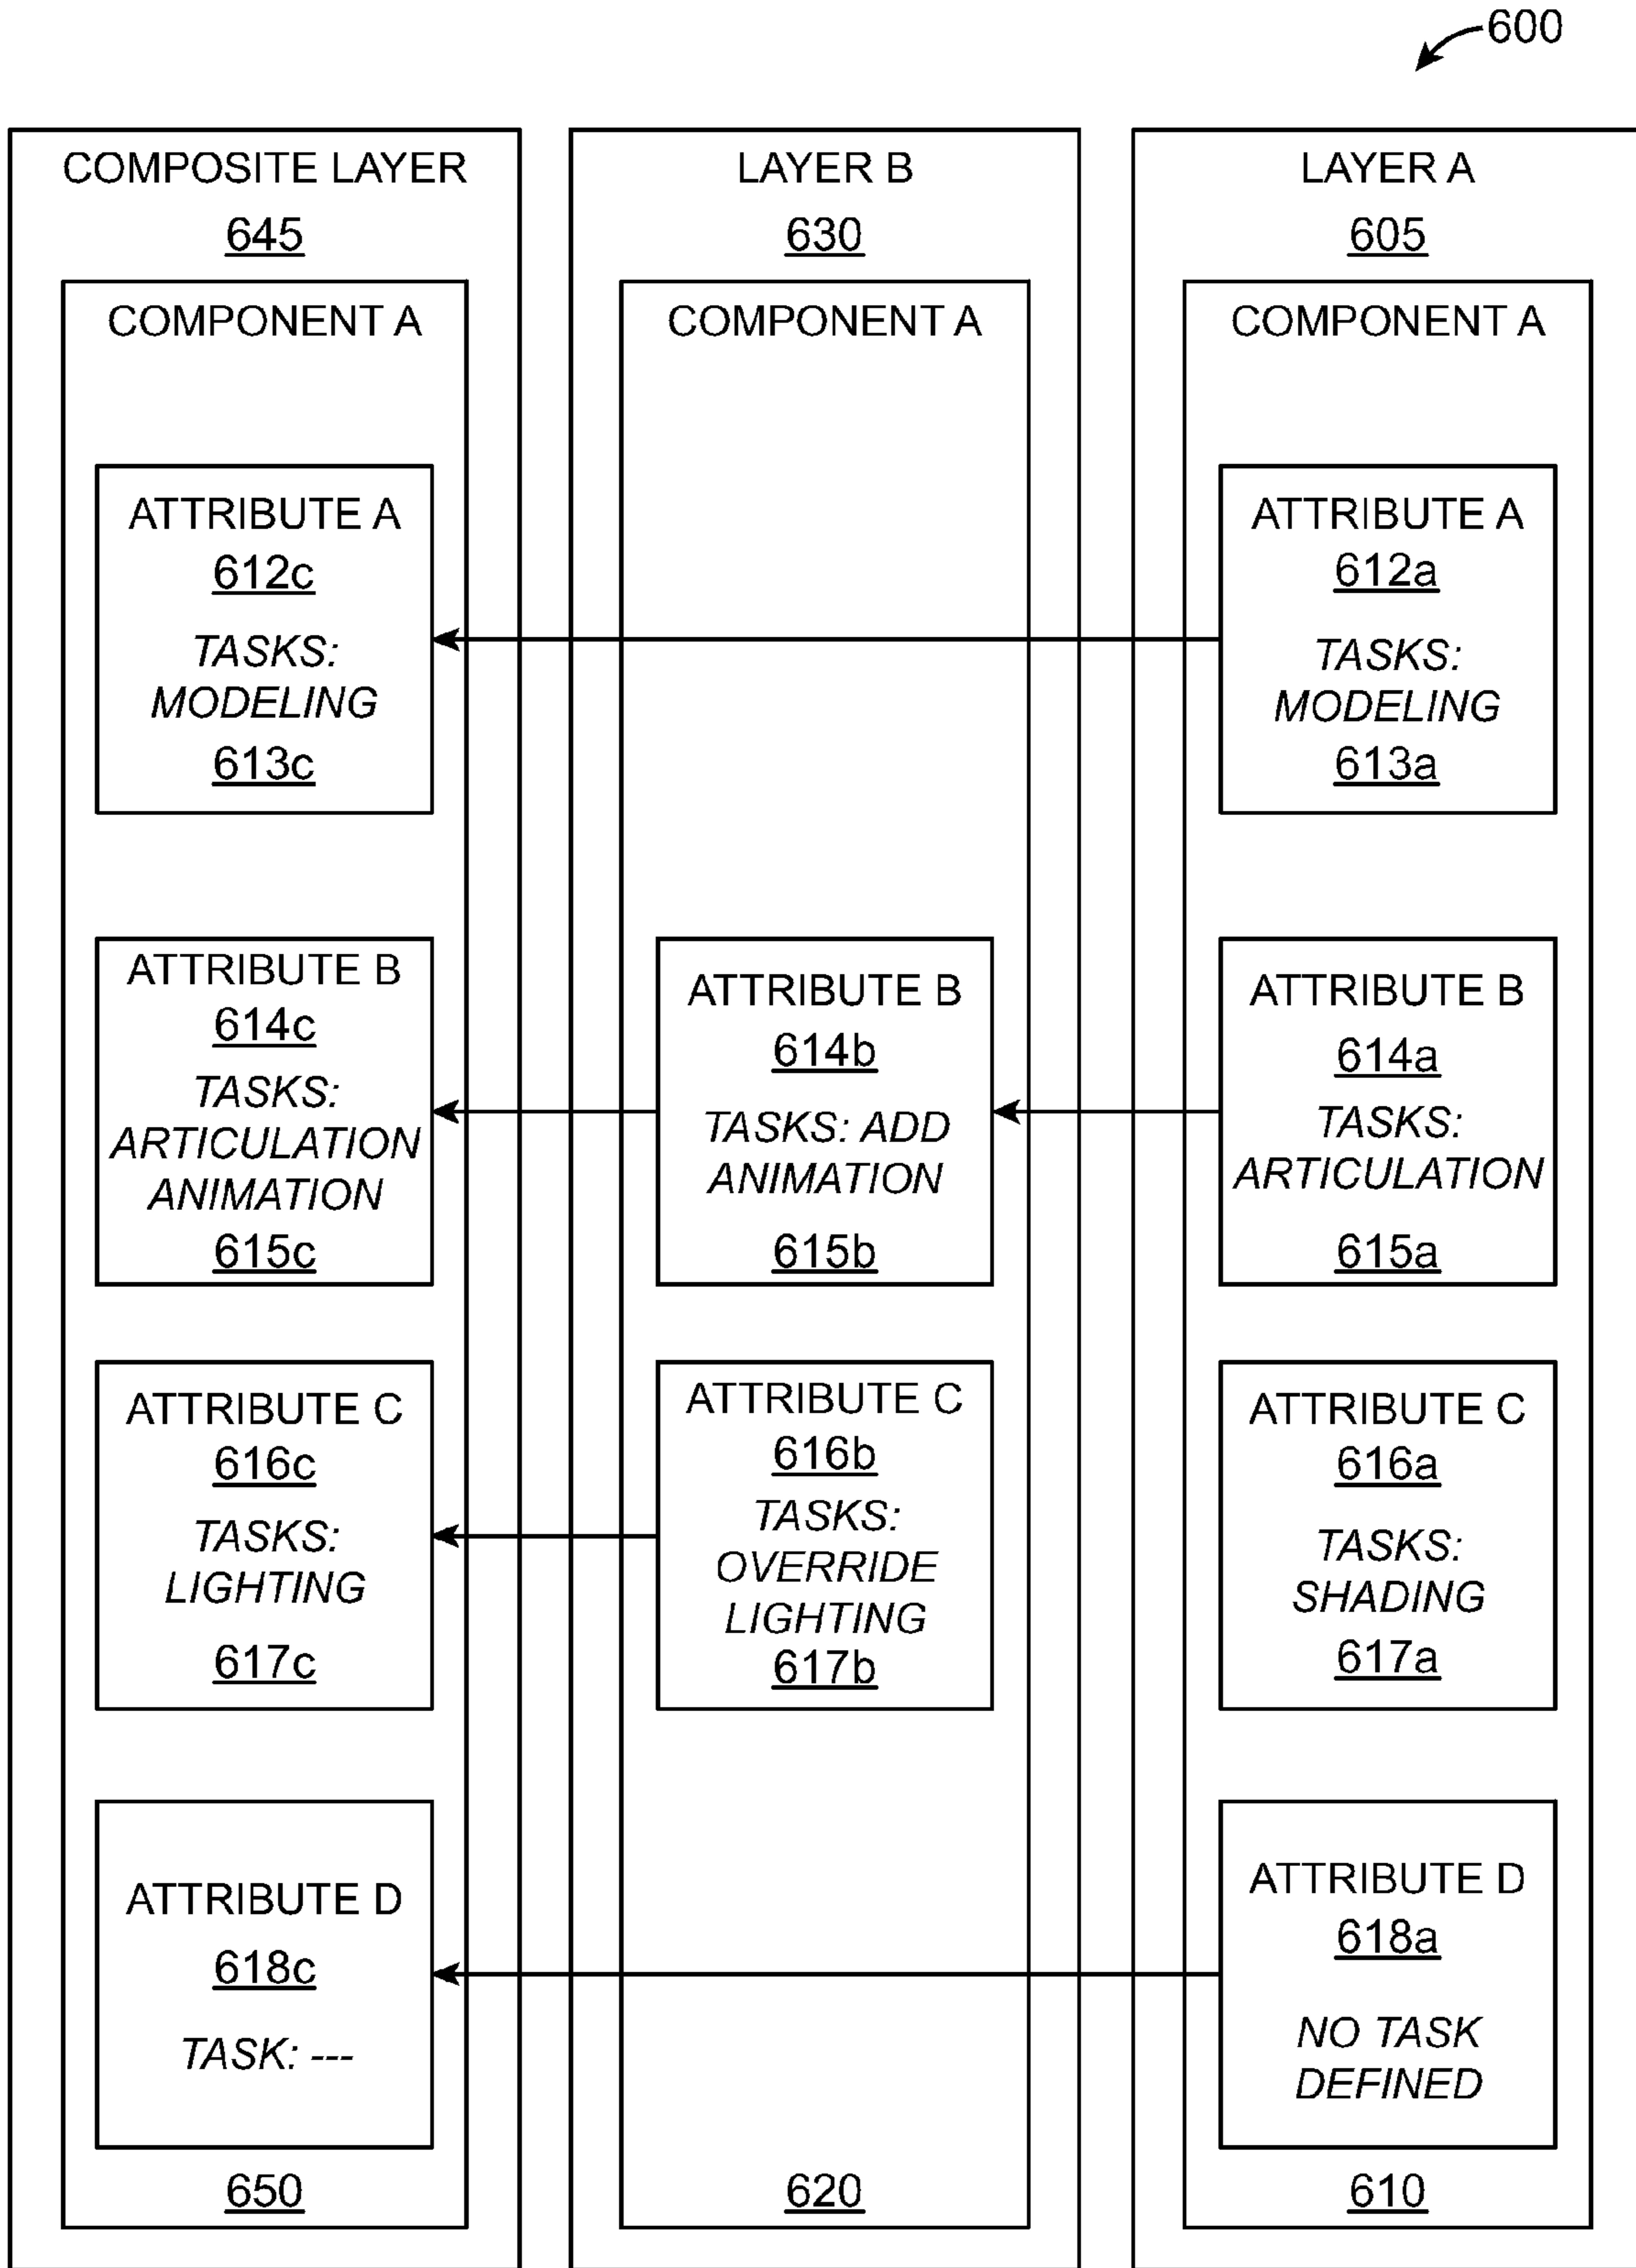 600
COMPOSITE LAYER
645
COMPONENT A
ATTRIBUTE A
612c
TASKS:
MODELING
613c
ATTRIBUTE B
614c
TASKS:
ARTICULATION
ANIMATION
615c
ATTRIBUTE C
616c
TASKS:
LIGHTING
617c
ATTRIBUTE D
618c
TASK: ---
650
LAYER B
630
COMPONENT A
ATTRIBUTE B
614b
TASKS: ADD
ANIMATION
615b
ATTRIBUTE C
616b
TASKS:
OVERRIDE
LIGHTING
617b
620
LAYER A
605
COMPONENT A
ATTRIBUTE A
612a
TASKS:
MODELING
613a
ATTRIBUTE B
614a
TASKS:
ARTICULATION
615a
ATTRIBUTE C
616a
TASKS:
SHADING
617a
ATTRIBUTE D
618a
NO TASK
DEFINED
610